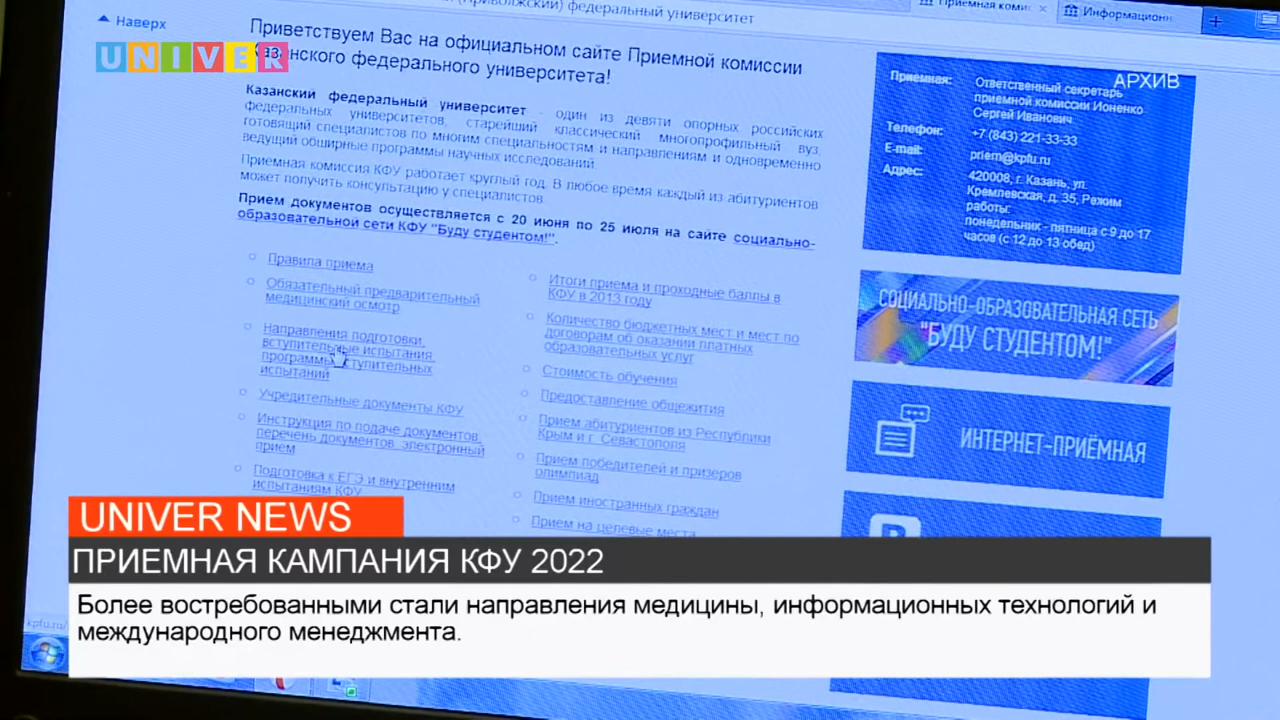 (Приволжский) федеральный университет
Приемная комис
Информационн
Наверх
UNIVER
АРХИВ
Приветствуем Вас на официальном сайте Приемной комиссии
Казанского федерального университета!
Казанский федеральный университет - один из девяти опорных российских
федеральных университетов, старейший классический многопрофильный вуз,
готовящий специалистов по многим специальностям и направлениям и одновременно
ведущий обширные программы научных исследований.
Приемная комиссия КФУ работает круглый год. В любое время каждый из абитуриентов
может получить консультацию у специалистов.
Прием документов осуществляется с 20 июня по 25 июля на сайте социально-
образовательной сети КФУ "Буду студентом!".
Правила приема
Обязательный предварительный
медицинский осмотр
Направления подготовки,
вступительные испытания,
программы вступительных
испытаний
Учредительные документы КФУ
Инструкция по подаче документов,
перечень документов, электронный
прием
Подготовка к ЕГЭ и внутренним
испытаниям КФУ
Итоги приема и проходные баллы в
КФУ в 2013 году
Количество бюджетных мест и мест по
договорам об оказании платных
образовательных услуг
Стоимость обучения
Предоставление общежития
Прием абитуриентов из Республики
Крым и г. Севастополя
Прием победителей и призеров
олимпиад
Прием иностранных граждан
Прием на целевые места
Приемная: Ответственный секретарь
приемной комиссии Ионенко
Сергей Иванович
Телефон: +7 (843) 221-33-33
E-mail: priem@kpfu.ru
Адрес: 420008, г. Казань, ул.
Кремлевская, д. 35, Режим
работы:
понедельник - пятница с 9 до 17
часов (с 12 до 13 обед)
СОЦИАЛЬНО-ОБРАЗОВАТЕЛЬНАЯ СЕТЬ
"БУДУ СТУДЕНТОМ!"
ИНТЕРНЕТ-ПРИЁМНАЯ
kpfu.ru/
UNIVER NEWS
ПРИЕМНАЯ КАМПАНИЯ КФУ 2022
Более востребованными стали направления медицины, информационных технологий и
международного менеджмента.